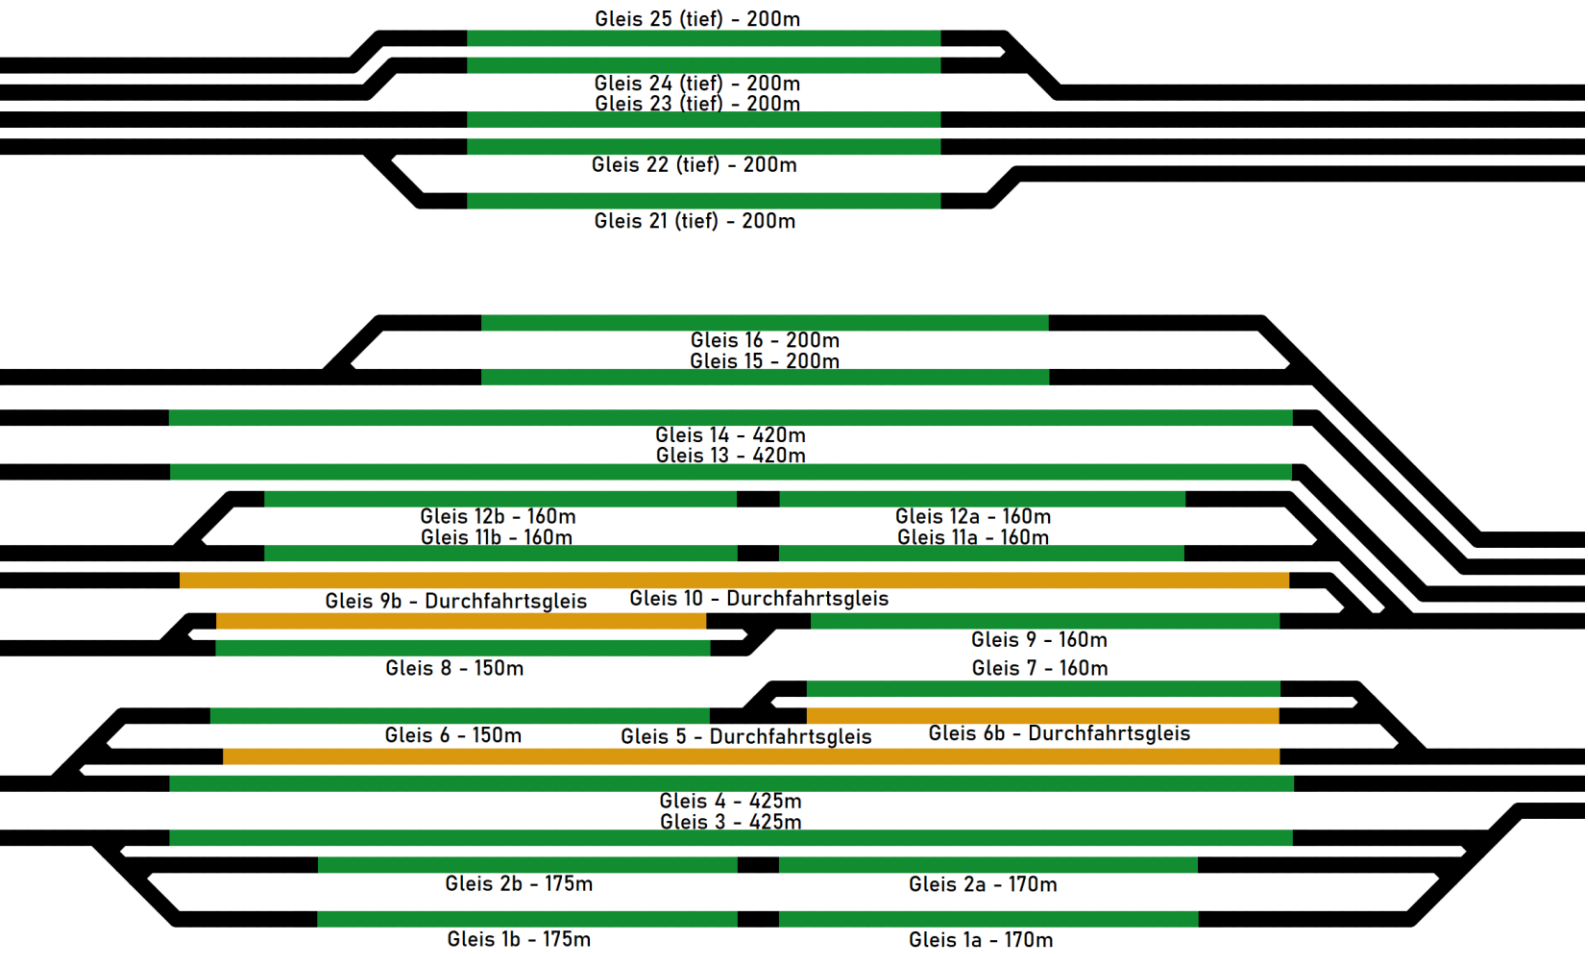 Gleis 25 (tief) - 200m
Gleis 24 (tief) - 200m
Gleis 23 (tief) - 200m
Gleis 22 (tief) - 200m
Gleis 21 (tief) - 200m
Gleis 16 - 200m
Gleis 15 - 200m
Gleis 14 - 420m
Gleis 13 - 420m
Gleis 12b - 160m
Gleis 12a - 160m
Gleis 11b - 160m
Gleis 11a - 160m
Gleis 9b - Durchfahrtsgleis
Gleis 10 - Durchfahrtsgleis
Gleis 9 - 160m
Gleis 8 - 150m
Gleis 7 - 160m
Gleis 6 - 150m
Gleis 5 - Durchfahrtsgleis
Gleis 6b - Durchfahrtsgleis
Gleis 4 - 425m
Gleis 3 - 425m
Gleis 2b - 175m
Gleis 2a - 170m
Gleis 1b - 175m
Gleis 1a - 170m